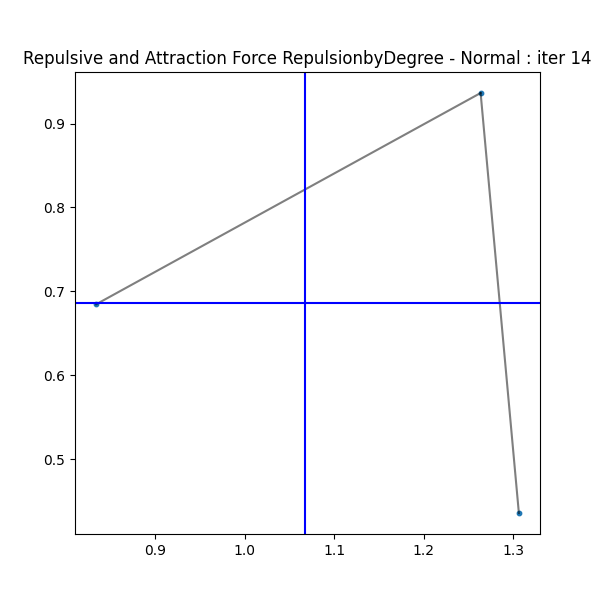 Repulsive and Attraction Force RepulsionbyDegree - Normal : iter 14
0.9
0.8
0.7
0.6
0.5
0.9 1.0 1.1 1.2 1.3